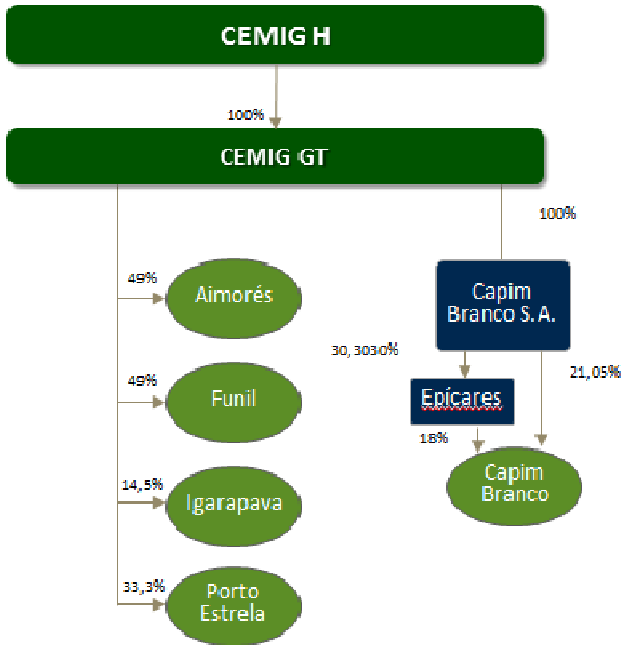 CEMIG H
100%
CEMIG GT
100%
49%
Aimorés
Capim
Branco S. A.
30,3030%
21,05%
49%
Funil
Epícares
18%
14,5%
Igarapava
Capim
Branco
33,3%
Porto
Estrela